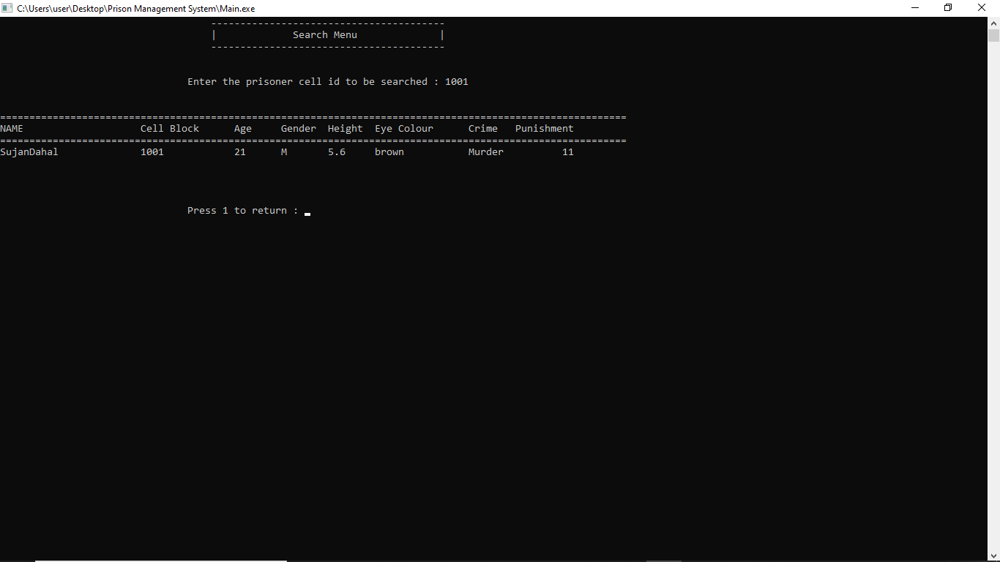 C:\Users\user\Desktop\Prison Management System\Main.exe
---------------------------------------
| Search Menu |
---------------------------------------
Enter the prisoner cell id to be searched : 1001
===========================================================================================================
NAME Cell Block Age Gender Height Eye Colour Crime Punishment
===========================================================================================================
SujanDahal 1001 21 M 5.6 brown Murder 11
Press 1 to return :